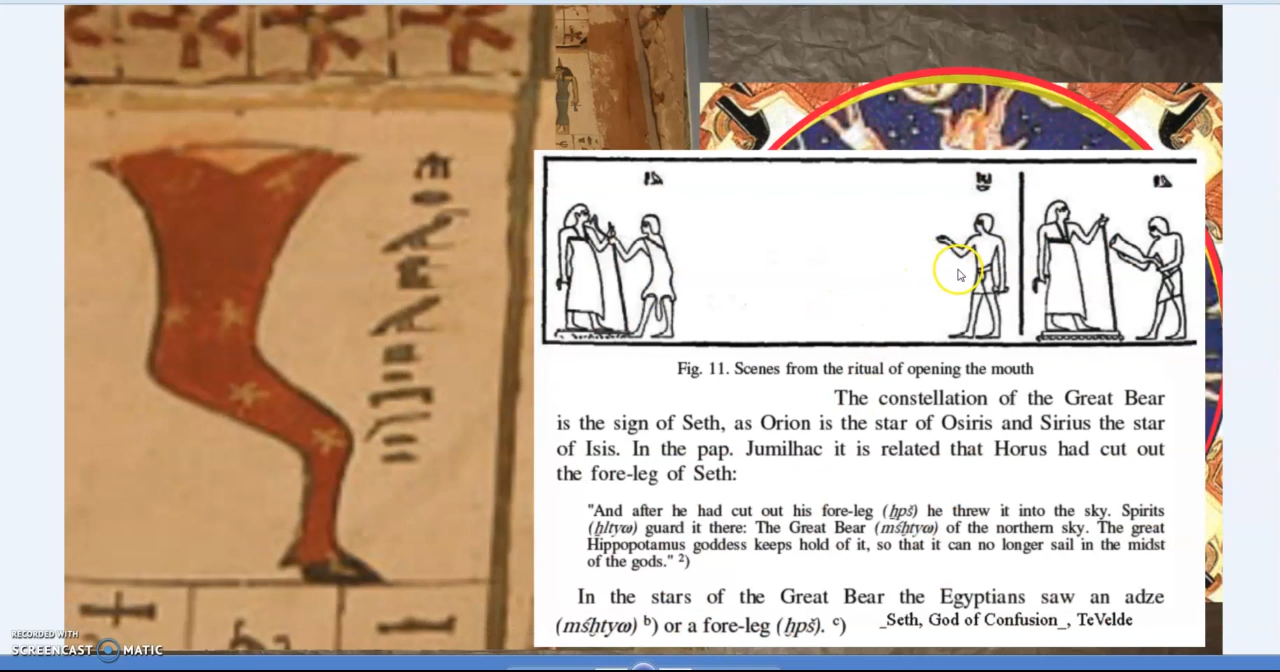 Fig. 11. Scenes from the ritual of opening the mouth
The constellation of the Great Bear
is the sign of Seth, as Orion is the star of Osiris and Sirius the star
of Isis. In the pap. Jumilhac it is related that Horus had cut out
the fore-leg of Seth:
"And after he had cut out his fore-leg (ḫpš) he threw it into the sky. Spirits
(ḫltyw) guard it there: The Great Bear (mśḫtyw) of the northern sky. The great
Hippopotamus goddess keeps hold of it, so that it can no longer sail in the midst
of the gods." ²)
In the stars of the Great Bear the Egyptians saw an adze
(mśḫtyw) ᵇ) or a fore-leg (ḫpš). ᶜ)
_Seth, God of Confusion_, TeVelde
RECORDED WITH
SCREENCAST MATIC